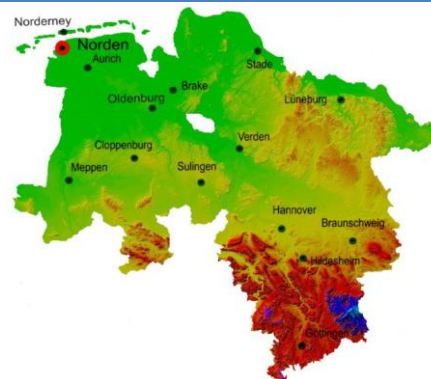 Norderney
Norden
Aurich
Stade
Brake
Oldenburg
Lüneburg
Verden
Cloppenburg
Meppen
Sulingen
Hannover
Braunschweig
Hildesheim
Göttingen